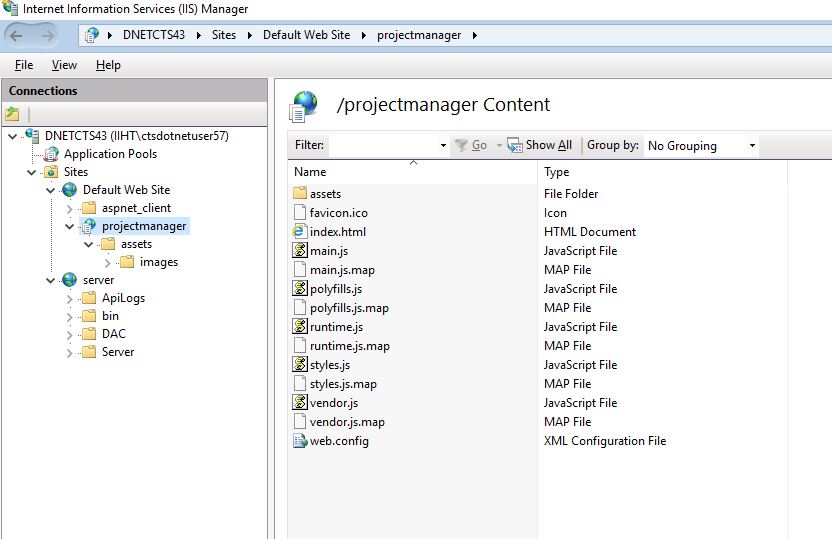 Internet Information Services (IIS) Manager
DNETCTS43 Sites Default Web Site projectmanager
File View Help
Connections
DNETCTS43 (IIHT\ctsdotnetuser57)
Application Pools
Sites
Default Web Site
aspnet_client
projectmanager
assets
images
server
ApiLogs
bin
DAC
Server
/projectmanager Content
Filter: Go Show All Group by: No Grouping
Name Type
assets File Folder
favicon.ico Icon
index.html HTML Document
main.js JavaScript File
main.js.map MAP File
polyfills.js JavaScript File
polyfills.js.map MAP File
runtime.js JavaScript File
runtime.js.map MAP File
styles.js JavaScript File
styles.js.map MAP File
vendor.js JavaScript File
vendor.js.map MAP File
web.config XML Configuration File